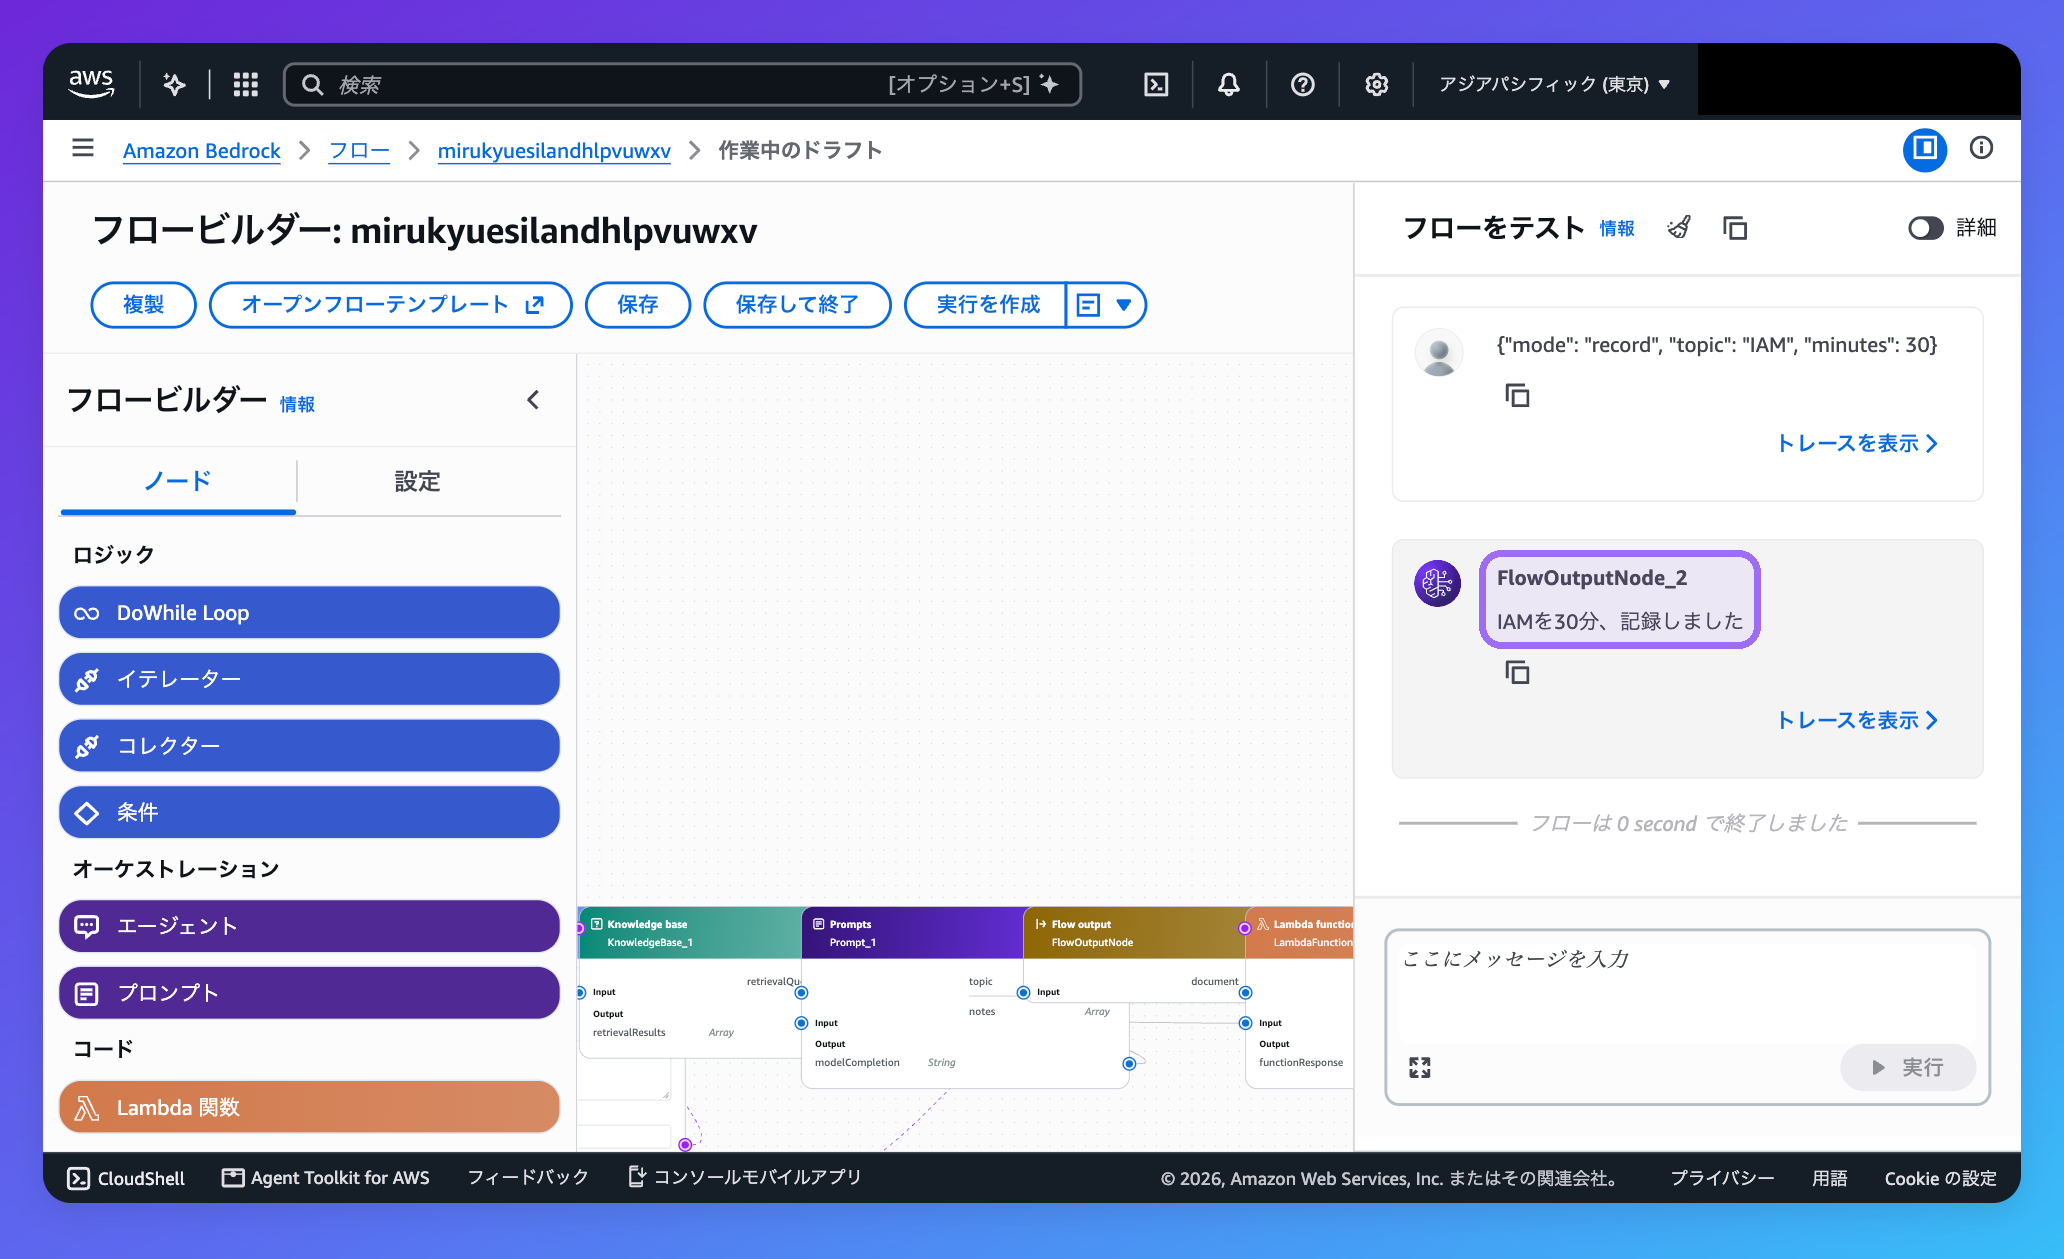 aws
検索
[オプション+S]
アジアパシフィック (東京)
Amazon Bedrock
フロー
mirukyuesilandhlpvuwxv
作業中のドラフト
フロービルダー: mirukyuesilandhlpvuwxv
複製
オープンフローテンプレート
保存
保存して終了
実行を作成
フロービルダー 情報
ノード
設定
ロジック
DoWhile Loop
イテレーター
コレクター
条件
オーケストレーション
エージェント
プロンプト
コード
Lambda 関数
Knowledge base
KnowledgeBase_1
Input
Output
retrievalResults
Array
retrievalQu
Prompts
Prompt_1
Input
Output
modelCompletion
String
topic
notes
Flow output
FlowOutputNode
Input
Array
document
Lambda function
LambdaFunction
Input
Output
functionResponse
フローをテスト 情報
詳細
{"mode": "record", "topic": "IAM", "minutes": 30}
トレースを表示
FlowOutputNode_2
IAMを30分、記録しました
トレースを表示
フローは 0 second で終了しました
ここにメッセージを入力
実行
CloudShell
Agent Toolkit for AWS
フィードバック
コンソールモバイルアプリ
© 2026, Amazon Web Services, Inc. またはその関連会社。
プライバシー
用語
Cookie の設定